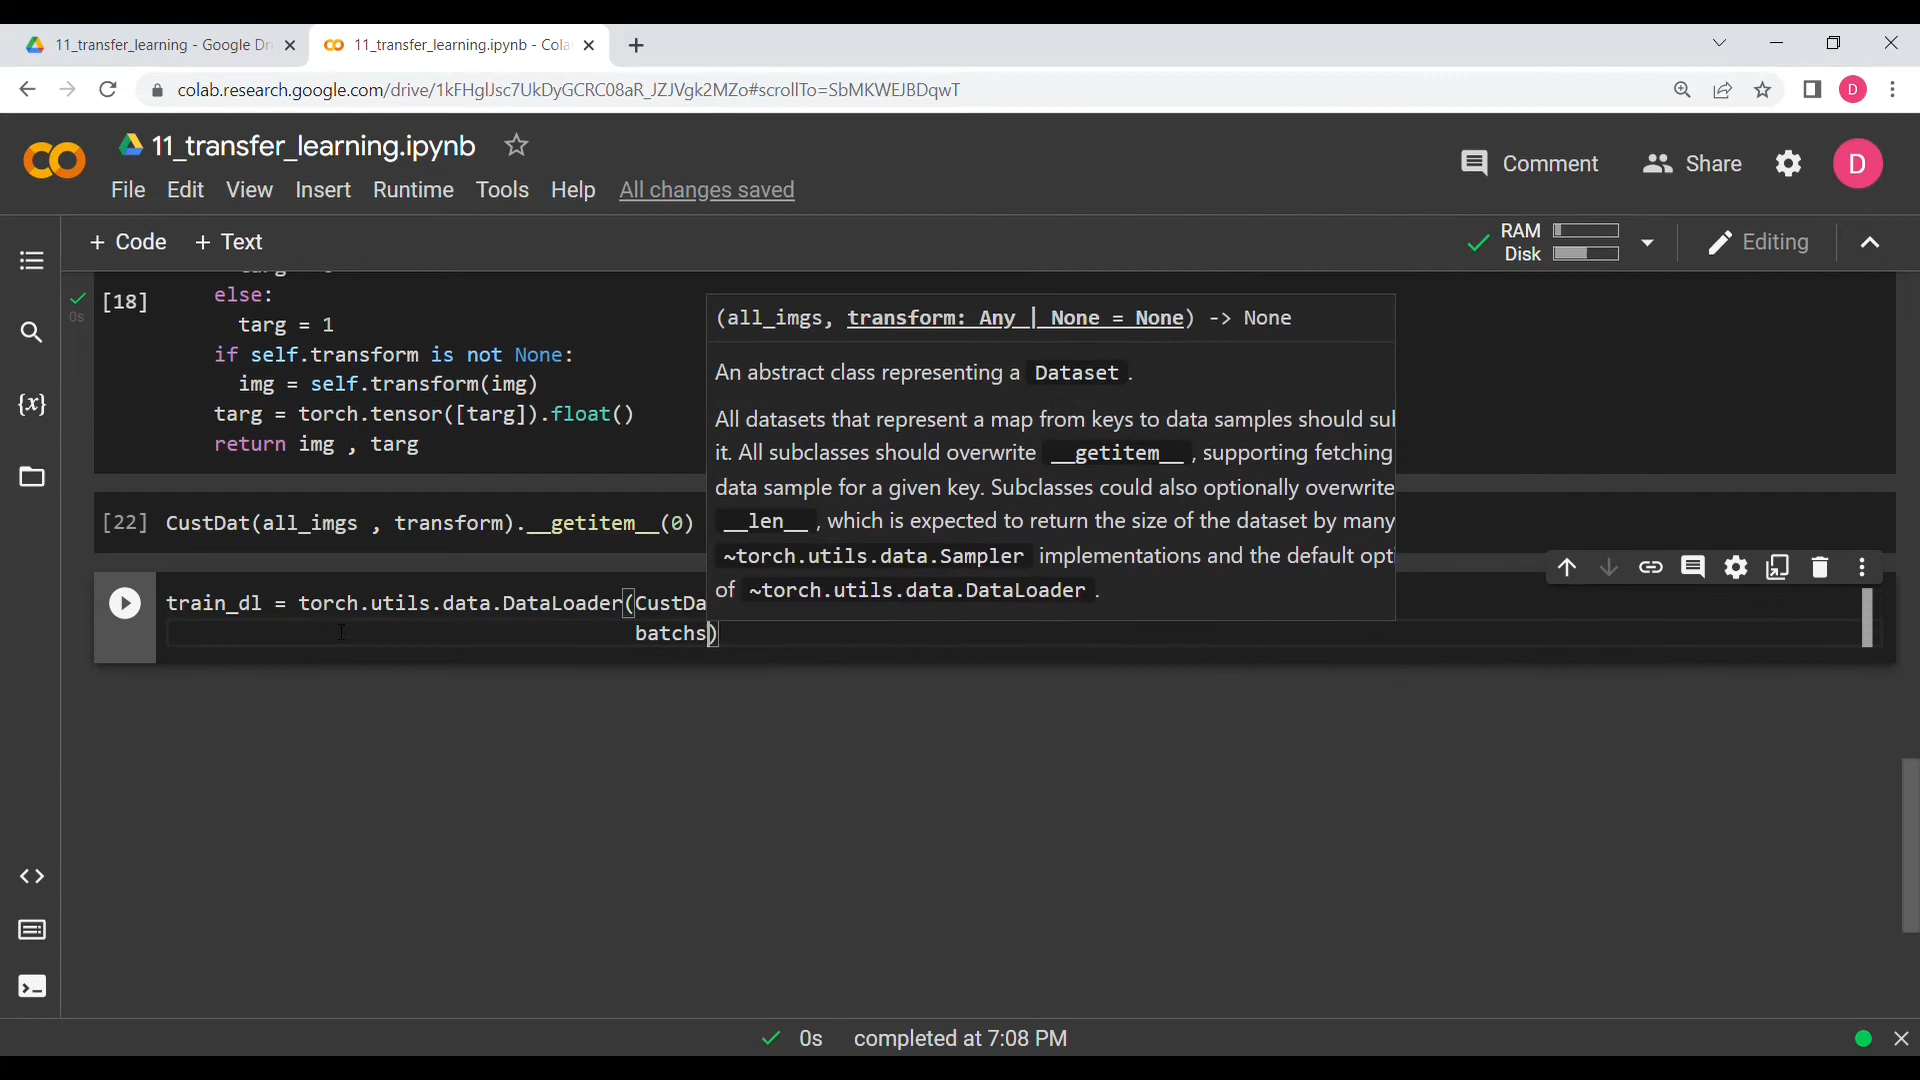 11_transfer_learning - Google Dri
11_transfer_learning.ipynb - Cola
colab.research.google.com/drive/1kFHglJsc7UkDyGCRC08aR_JZJVgk2MZo#scrollTo=SbMKWEJBDqwT
D
11_transfer_learning.ipynb
Comment
Share
D
File Edit View Insert Runtime Tools Help All changes saved
+ Code + Text
RAM
Disk
Editing
[18]
0s
else:
targ = 1
if self.transform is not None:
img = self.transform(img)
targ = torch.tensor([targ]).float()
return img , targ
(all_imgs, transform: Any | None = None) -> None
An abstract class representing a Dataset .
All datasets that represent a map from keys to data samples should sul
it. All subclasses should overwrite __getitem__ , supporting fetching
data sample for a given key. Subclasses could also optionally overwrite
__len__ , which is expected to return the size of the dataset by many
~torch.utils.data.Sampler implementations and the default opti
of ~torch.utils.data.DataLoader .
[22] CustDat(all_imgs , transform).__getitem__(0)
train_dl = torch.utils.data.DataLoader(CustDa
batchs)
0s completed at 7:08 PM